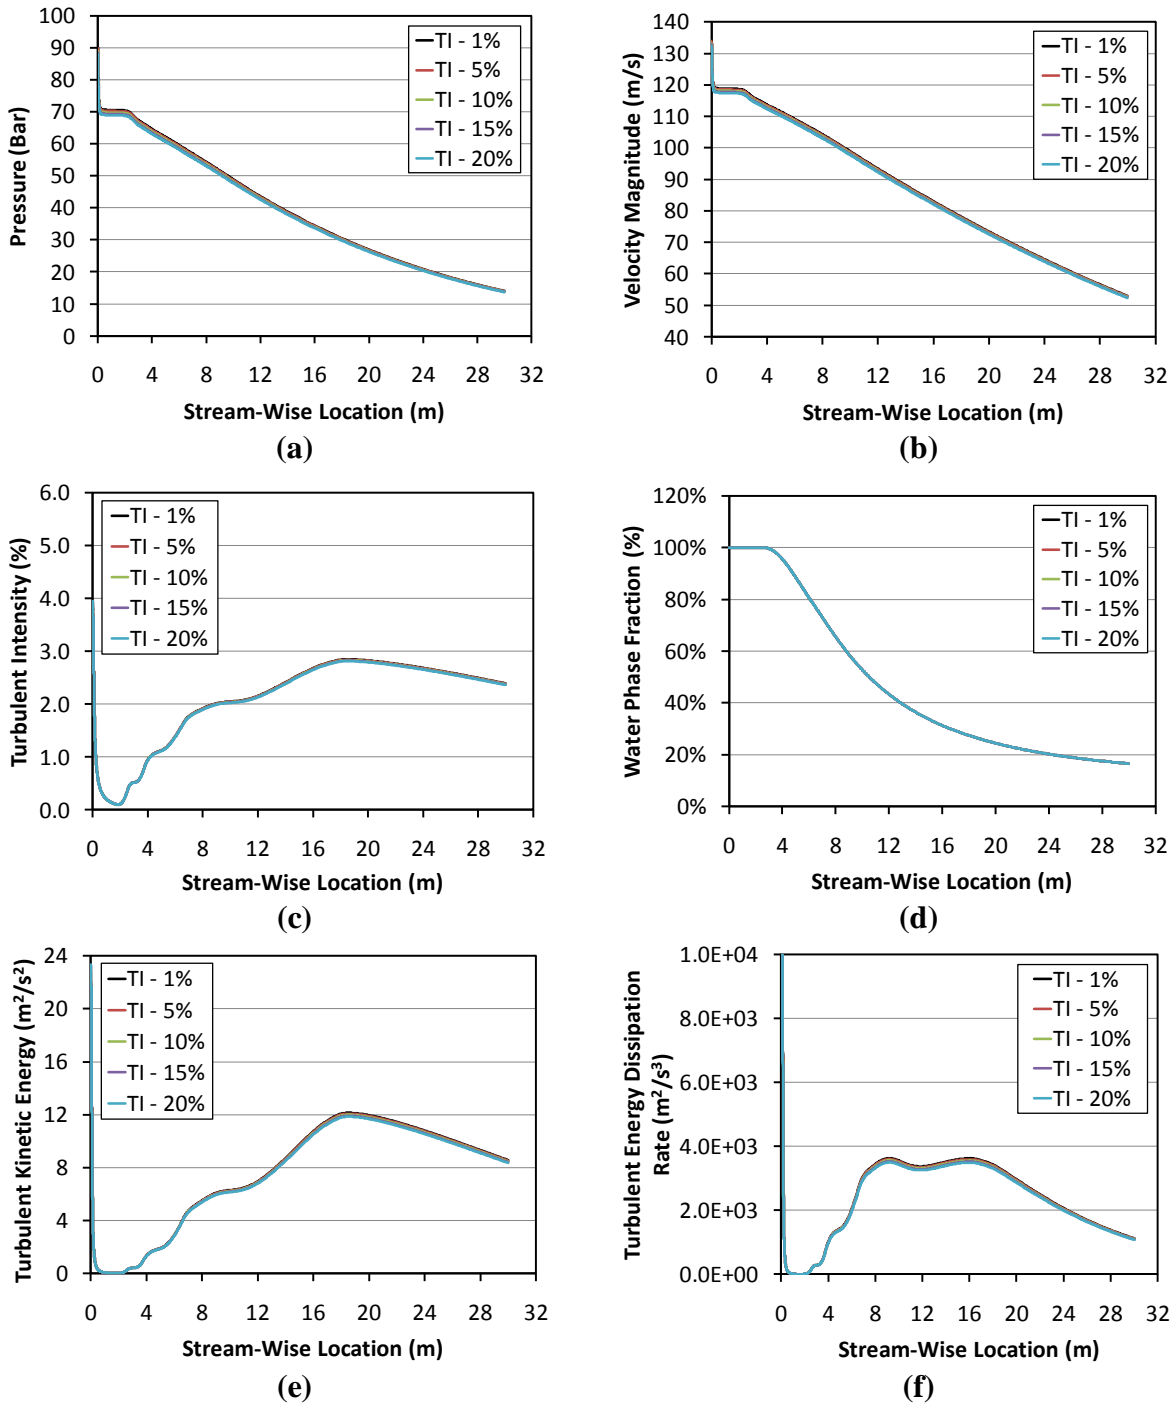 100
90
80
70
60
50
40
30
20
10
0
Pressure (Bar)
TI - 1%
TI - 5%
TI - 10%
TI - 15%
TI - 20%
0 4 8 12 16 20 24 28 32
Stream-Wise Location (m)
(a)
140
130
120
110
100
90
80
70
60
50
40
Velocity Magnitude (m/s)
TI - 1%
TI - 5%
TI - 10%
TI - 15%
TI - 20%
0 4 8 12 16 20 24 28 32
Stream-Wise Location (m)
(b)
6.0
5.0
4.0
3.0
2.0
1.0
0.0
Turbulent Intensity (%)
TI - 1%
TI - 5%
TI - 10%
TI - 15%
TI - 20%
0 4 8 12 16 20 24 28 32
Stream-Wise Location (m)
(c)
120%
100%
80%
60%
40%
20%
0%
Water Phase Fraction (%)
TI - 1%
TI - 5%
TI - 10%
TI - 15%
TI - 20%
0 4 8 12 16 20 24 28 32
Stream-Wise Location (m)
(d)
24
20
16
12
8
4
0
Turbulent Kinetic Energy (m²/s²)
TI - 1%
TI - 5%
TI - 10%
TI - 15%
TI - 20%
0 4 8 12 16 20 24 28 32
Stream-Wise Location (m)
(e)
1.0E+04
8.0E+03
6.0E+03
4.0E+03
2.0E+03
0.0E+00
Turbulent Energy Dissipation
Rate (m²/s³)
TI - 1%
TI - 5%
TI - 10%
TI - 15%
TI - 20%
0 4 8 12 16 20 24 28 32
Stream-Wise Location (m)
(f)